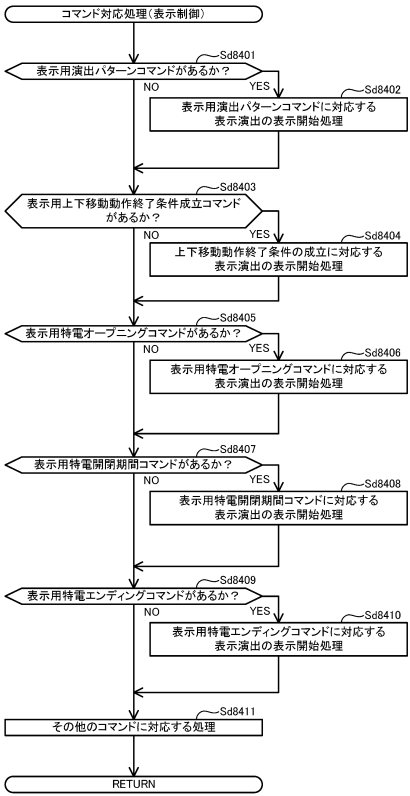 コマンド対応処理（表示制御）
Sd8401
表示用演出パターンコマンドがあるか？
NO
YES
Sd8402
表示用演出パターンコマンドに対応する
表示演出の表示開始処理
Sd8403
表示用上下移動動作終了条件成立コマンド
があるか？
NO
YES
Sd8404
上下移動動作終了条件の成立に対応する
表示演出の表示開始処理
Sd8405
表示用特電オープニングコマンドがあるか？
NO
YES
Sd8406
表示用特電オープニングコマンドに対応する
表示演出の表示開始処理
Sd8407
表示用特電開閉期間コマンドがあるか？
NO
YES
Sd8408
表示用特電開閉期間コマンドに対応する
表示演出の表示開始処理
Sd8409
表示用特電エンディングコマンドがあるか？
NO
YES
Sd8410
表示用特電エンディングコマンドに対応する
表示演出の表示開始処理
Sd8411
その他のコマンドに対応する処理
RETURN